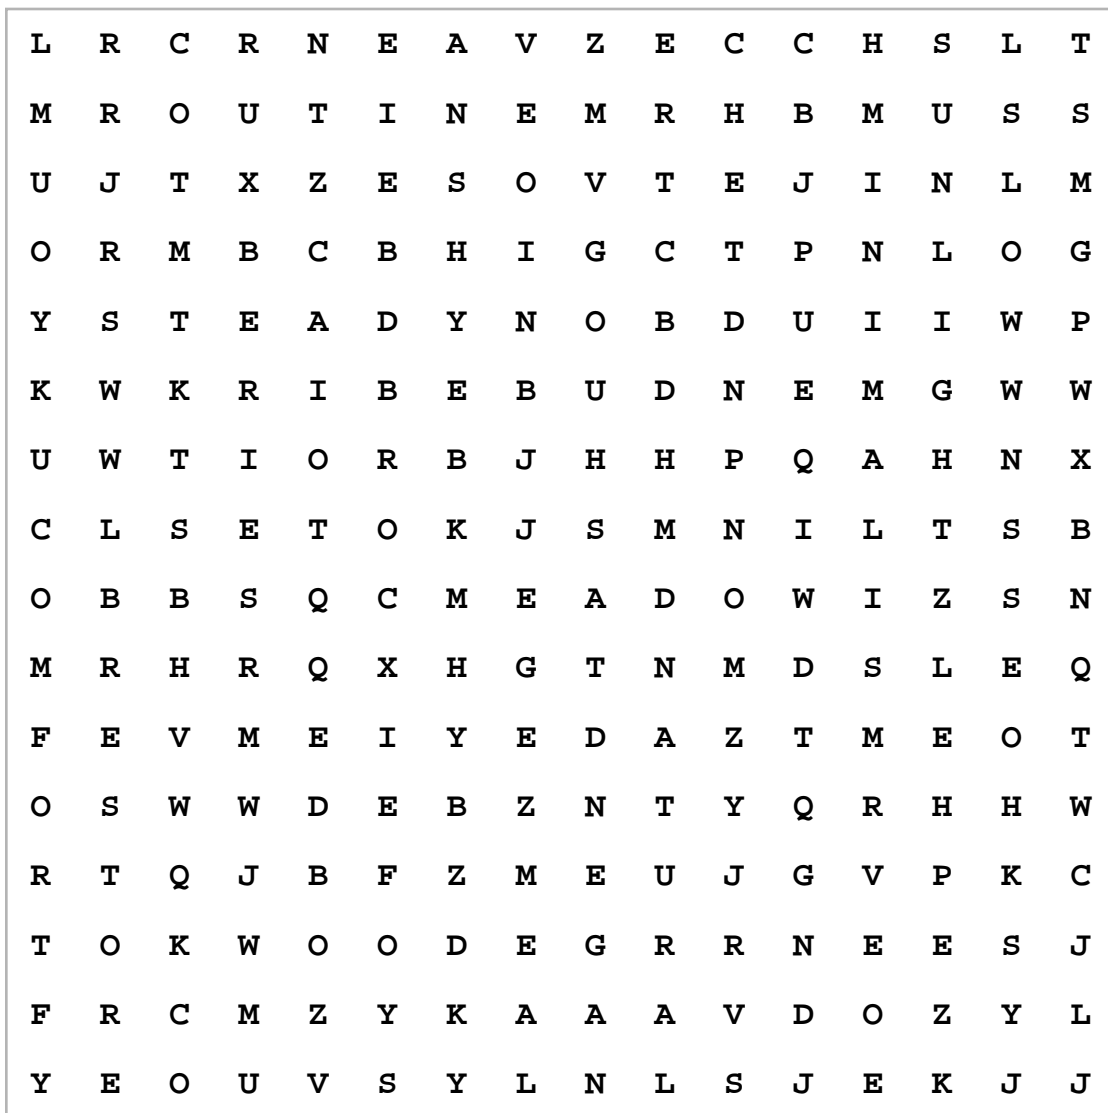 L R C R N E A V Z E C C H S L T
M R O U T I N E M R H B M U S S
U J T X Z E S O V T E J I N L M
O R M B C B H I G C T P N L O G
Y S T E A D Y N O B D U I I W P
K W K R I B E B U D N E M G W W
U W T I O R B J H H P Q A H N X
C L S E T O K J S M N I L T S B
O B B S Q C M E A D O W I Z S N
M R H R Q X H G T N M D S L E Q
F E V M E I Y E D A Z T M E O T
O S W W D E B Z N T Y Q R H H W
R T Q J B F Z M E U J G V P K C
T O K W O O D E G R R N E E S J
F R C M Z Y K A A A V D O Z Y L
Y E O U V S Y L N L S J E K J J